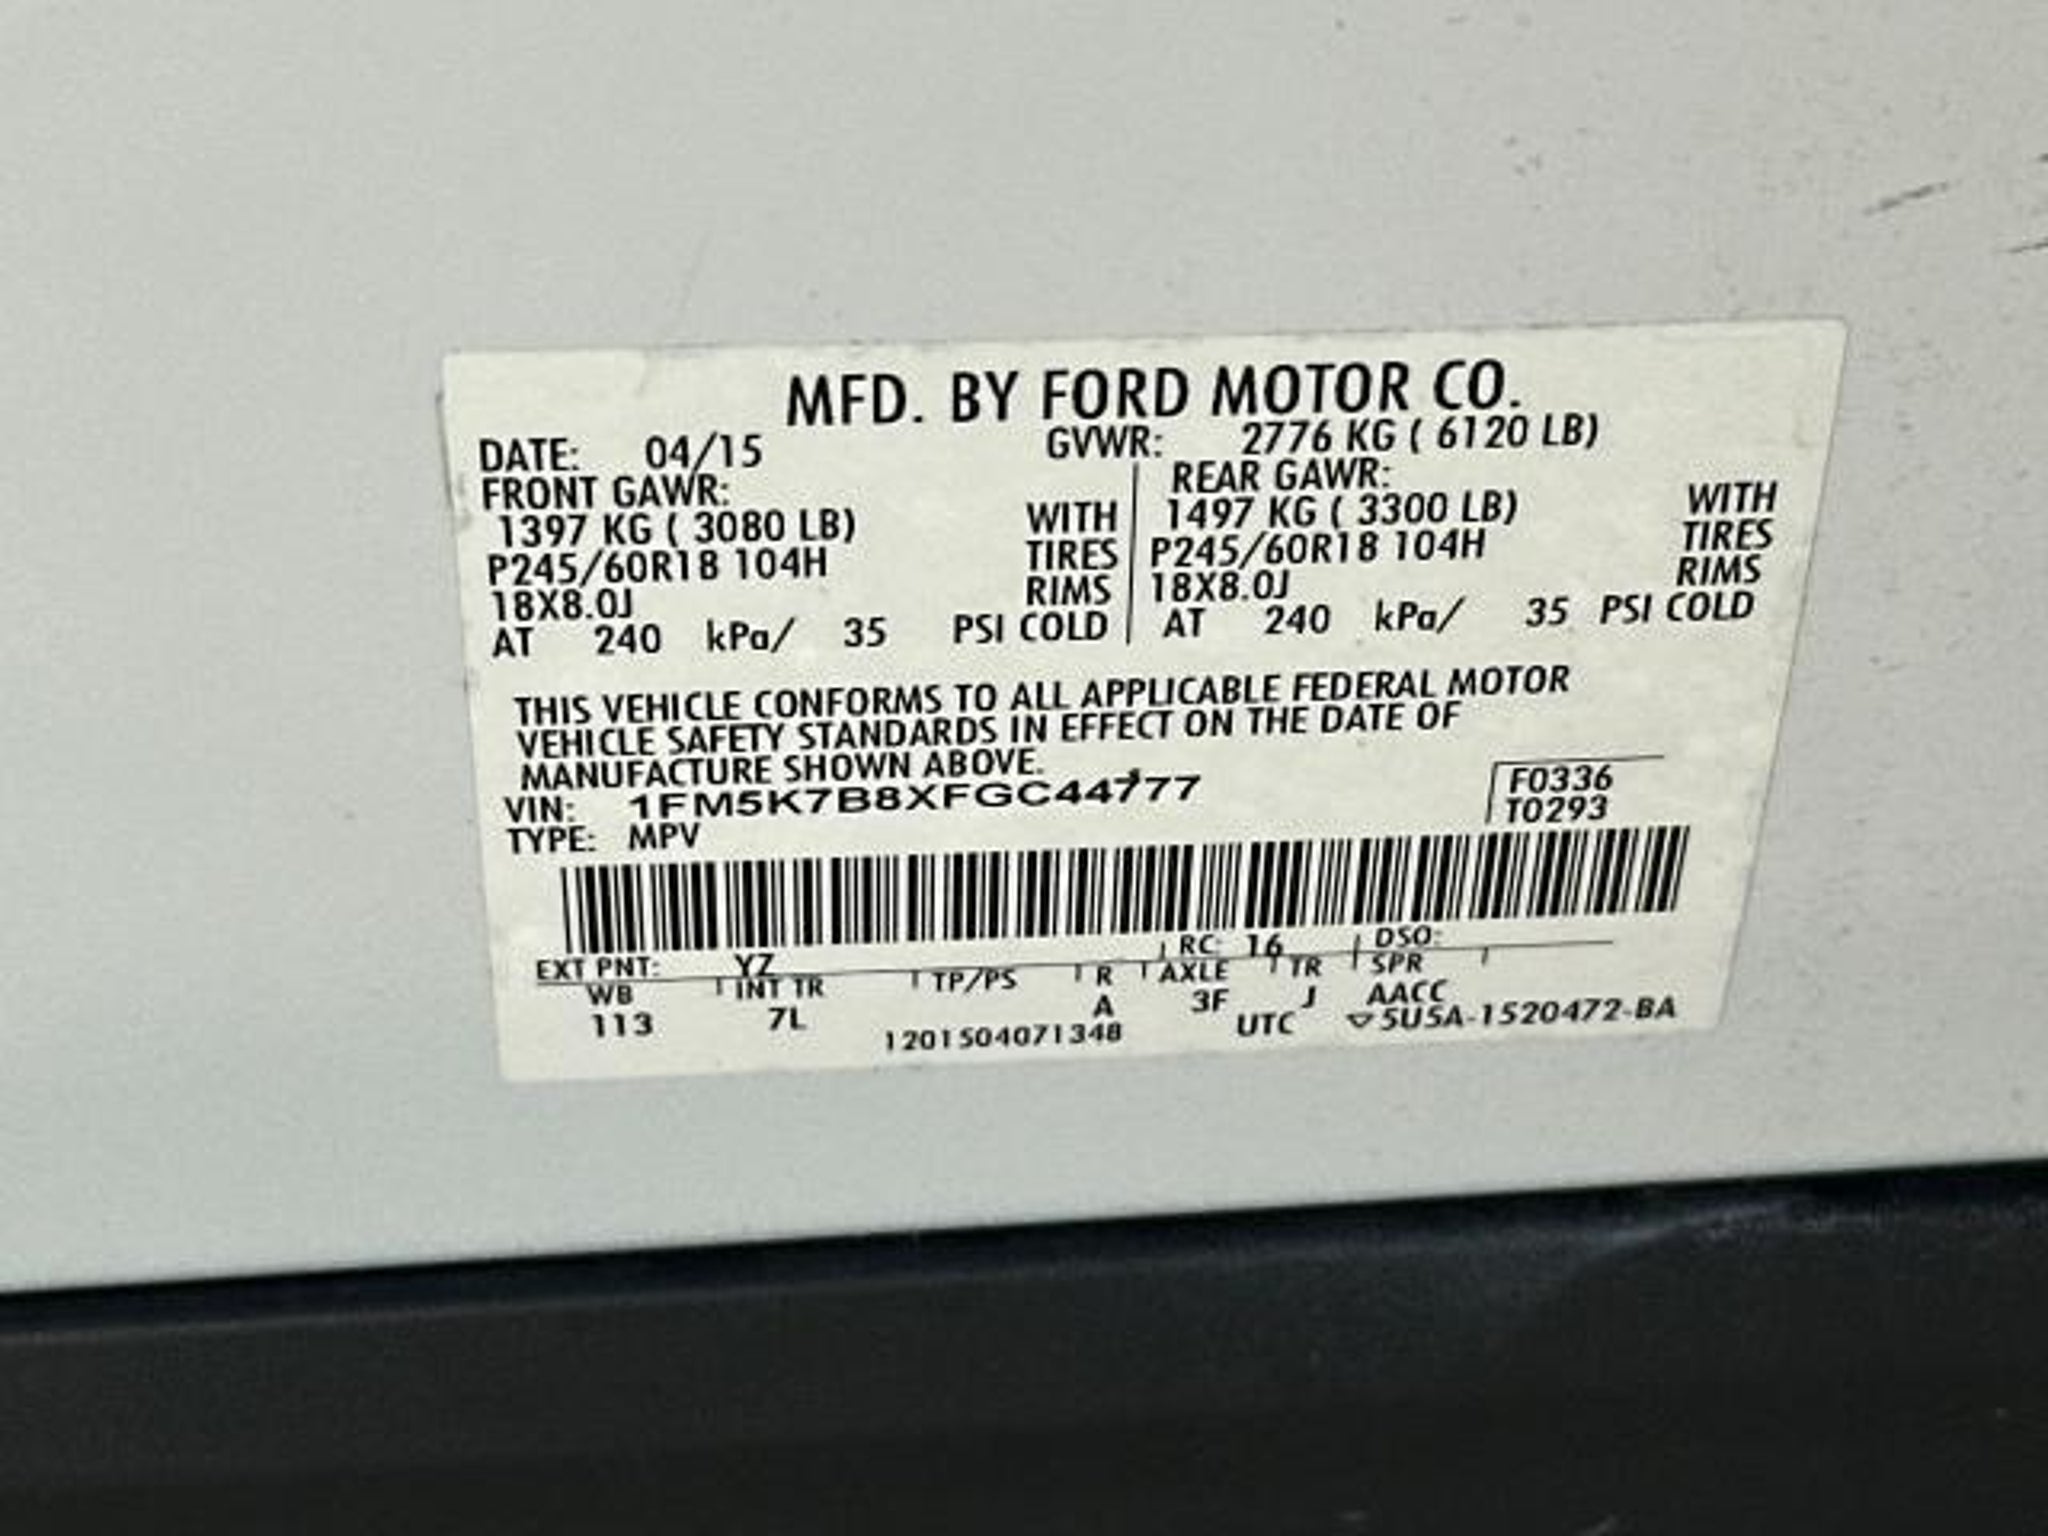 MFD. BY FORD MOTOR CO.
DATE: 04/15 GVWR: 2776 KG ( 6120 LB)
FRONT GAWR: REAR GAWR:
1397 KG ( 3080 LB) WITH 1497 KG ( 3300 LB) WITH
P245/60R18 104H TIRES P245/60R18 104H TIRES
18X8.0J RIMS 18X8.0J RIMS
AT 240 kPa/ 35 PSI COLD AT 240 kPa/ 35 PSI COLD
THIS VEHICLE CONFORMS TO ALL APPLICABLE FEDERAL MOTOR
VEHICLE SAFETY STANDARDS IN EFFECT ON THE DATE OF
MANUFACTURE SHOWN ABOVE.
VIN: 1FM5K7B8XFGC44777 F0336
TYPE: MPV T0293
EXT PNT: YZ RC: 16 DSO:
WB INT TR TP/PS R AXLE TR SPR
113 7L A 3F J AACC
1201504071348 UTC ▽5U5A-1520472-BA